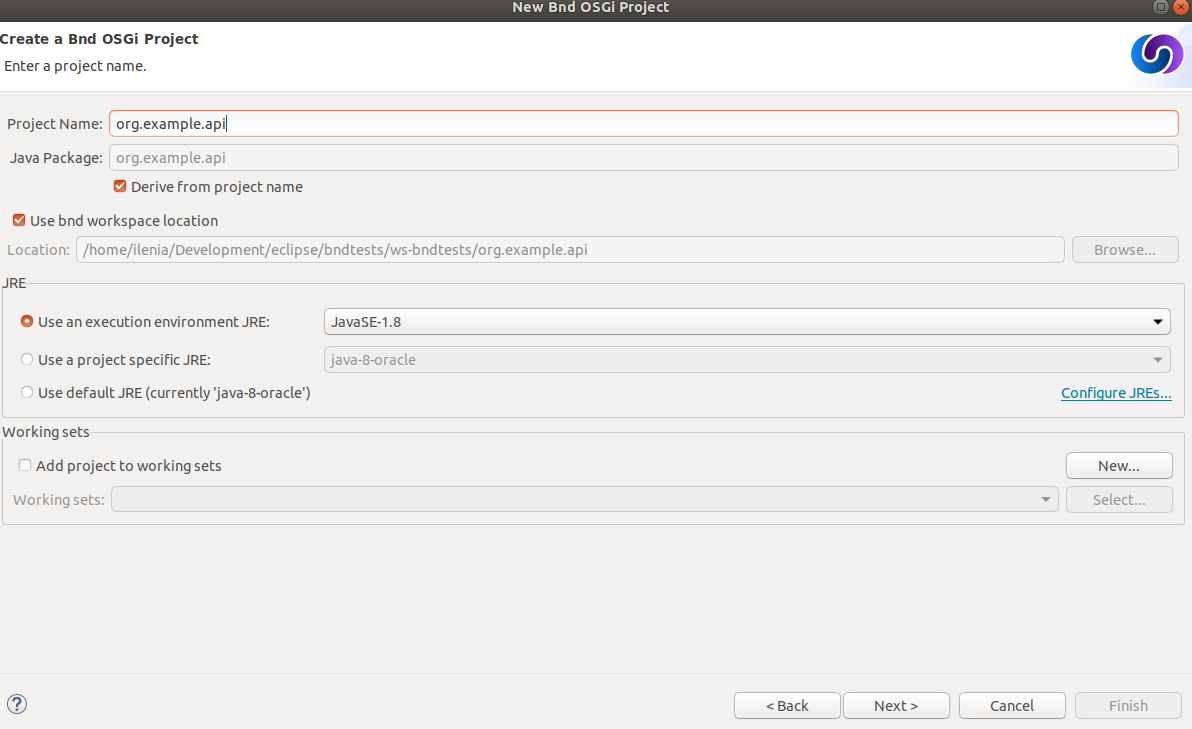 New Bnd OSGi Project
Create a Bnd OSGi Project
Enter a project name.
Project Name: org.example.api
Java Package: org.example.api
Derive from project name
Use bnd workspace location
Location: /home/ilenia/Development/eclipse/bndtests/ws-bndtests/org.example.api Browse...
JRE
Use an execution environment JRE: JavaSE-1.8
Use a project specific JRE: java-8-oracle
Use default JRE (currently 'java-8-oracle') Configure JREs...
Working sets
Add project to working sets New...
Working sets: Select...
? < Back Next > Cancel Finish